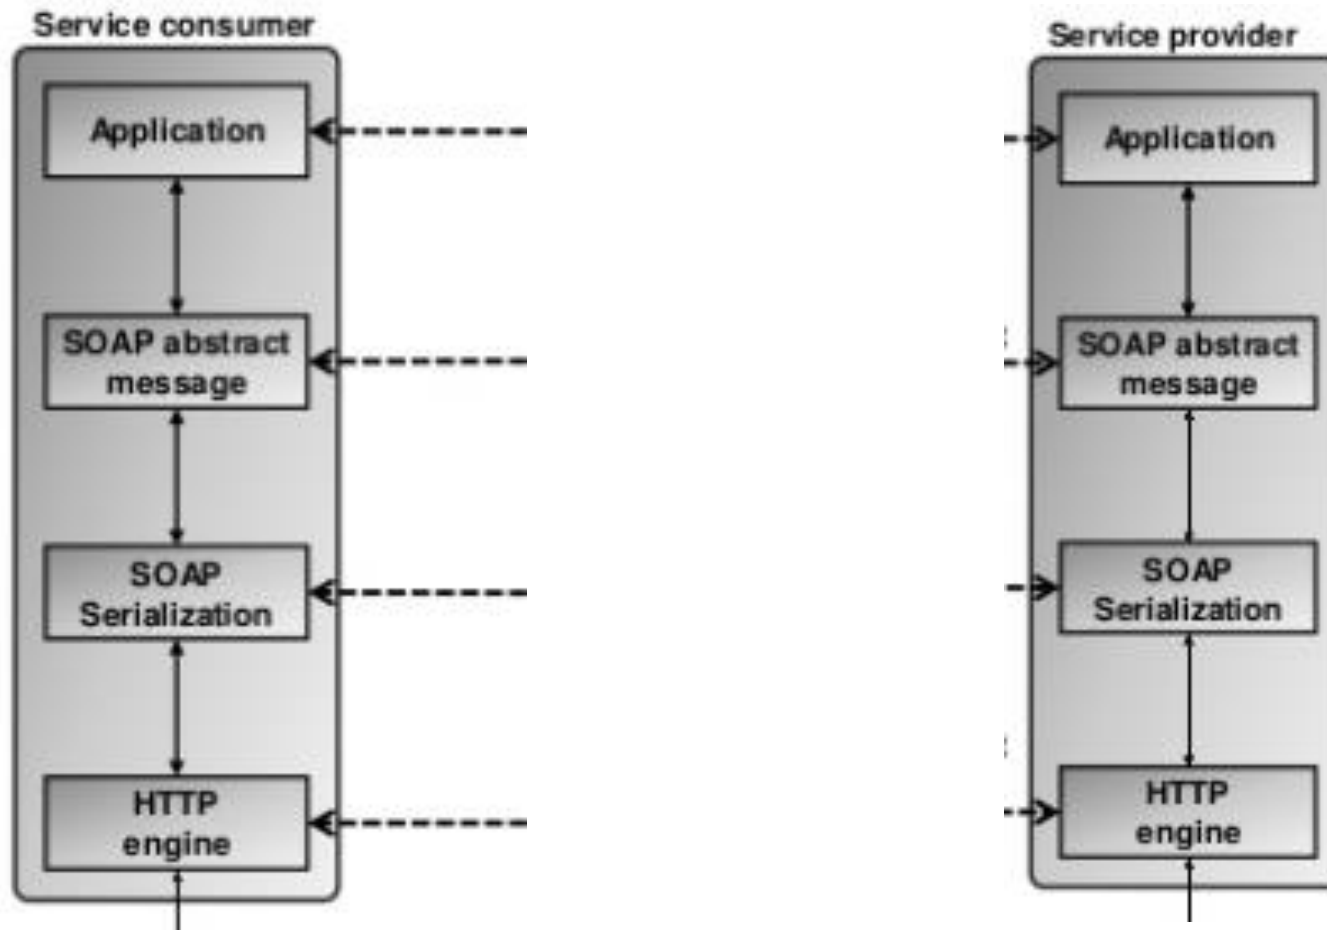 Service consumer
Application
SOAP abstract
message
SOAP
Serialization
HTTP
engine
Service provider
Application
SOAP abstract
message
SOAP
Serialization
HTTP
engine